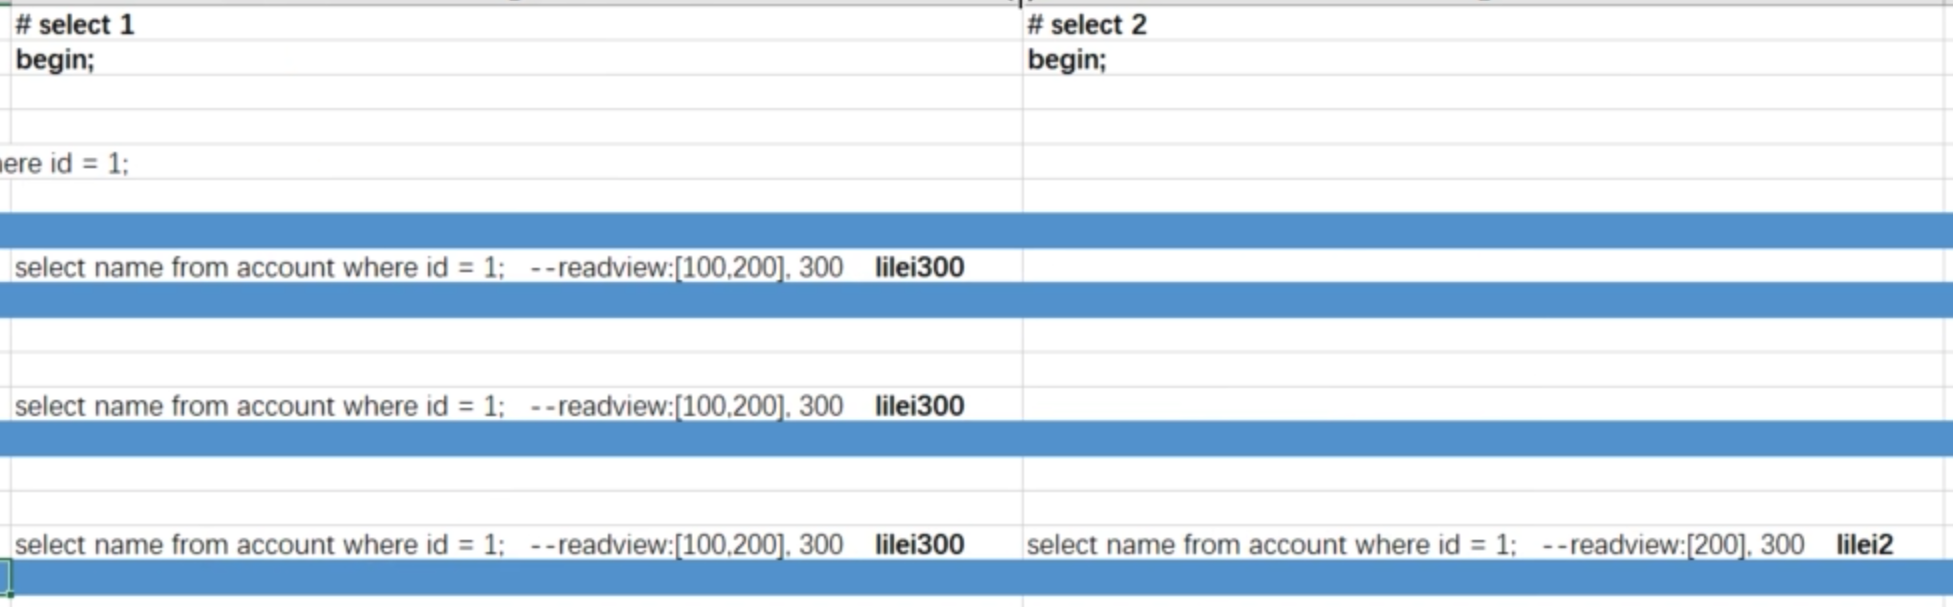 # select 1 # select 2
begin; begin;
ere id = 1;
select name from account where id = 1; --readview:[100,200], 300 lilei300
select name from account where id = 1; --readview:[100,200], 300 lilei300
select name from account where id = 1; --readview:[100,200], 300 lilei300 select name from account where id = 1; --readview:[200], 300 lilei2